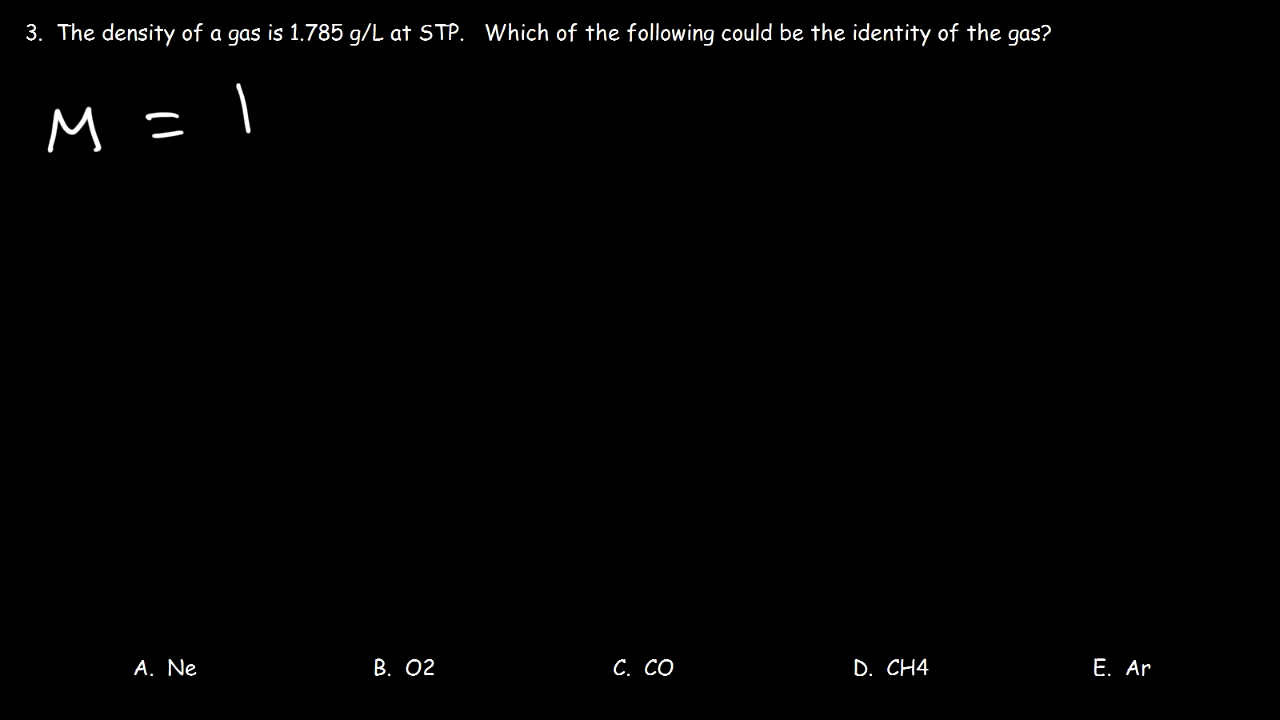 3. The density of a gas is 1.785 g/L at STP. Which of the following could be the identity of the gas?
M = 1
A. Ne B. O2 C. CO D. CH4 E. Ar